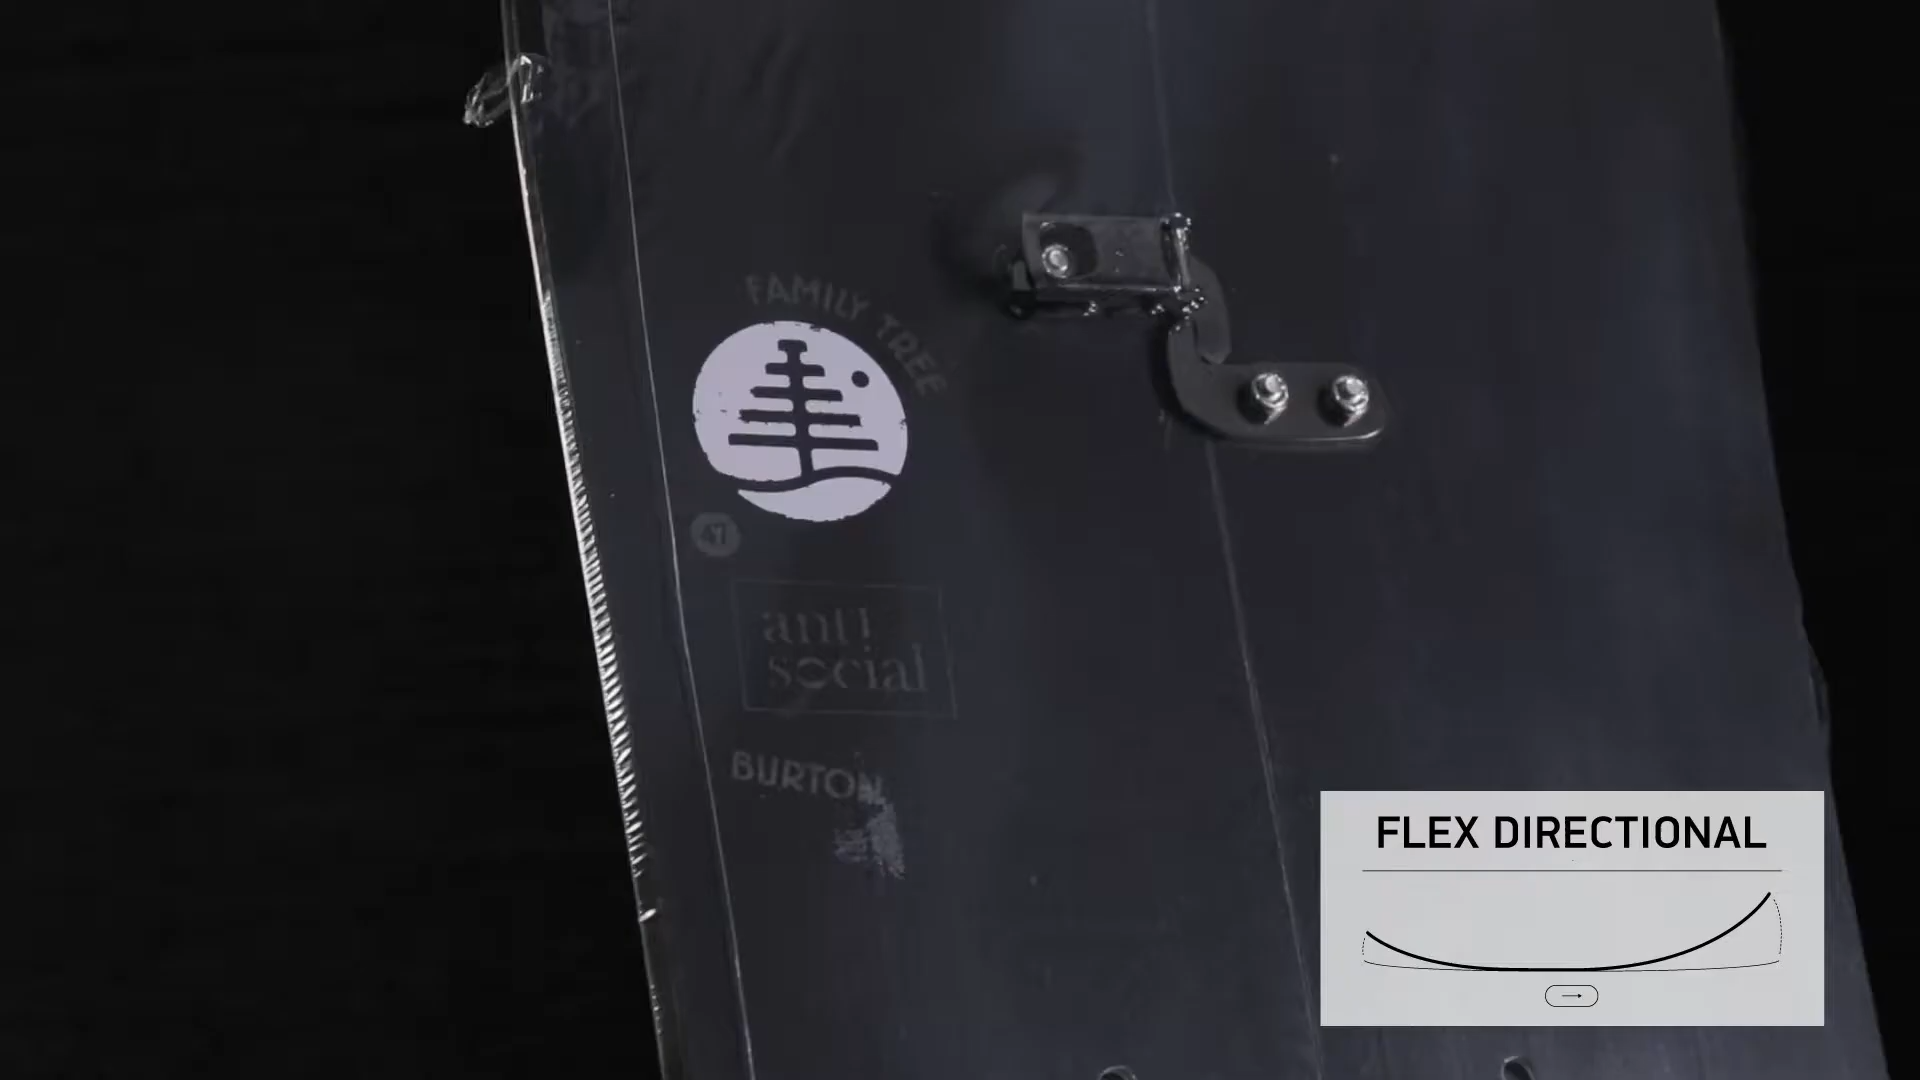 FAMILY TREE
47
anti
social
BURTON
FLEX DIRECTIONAL